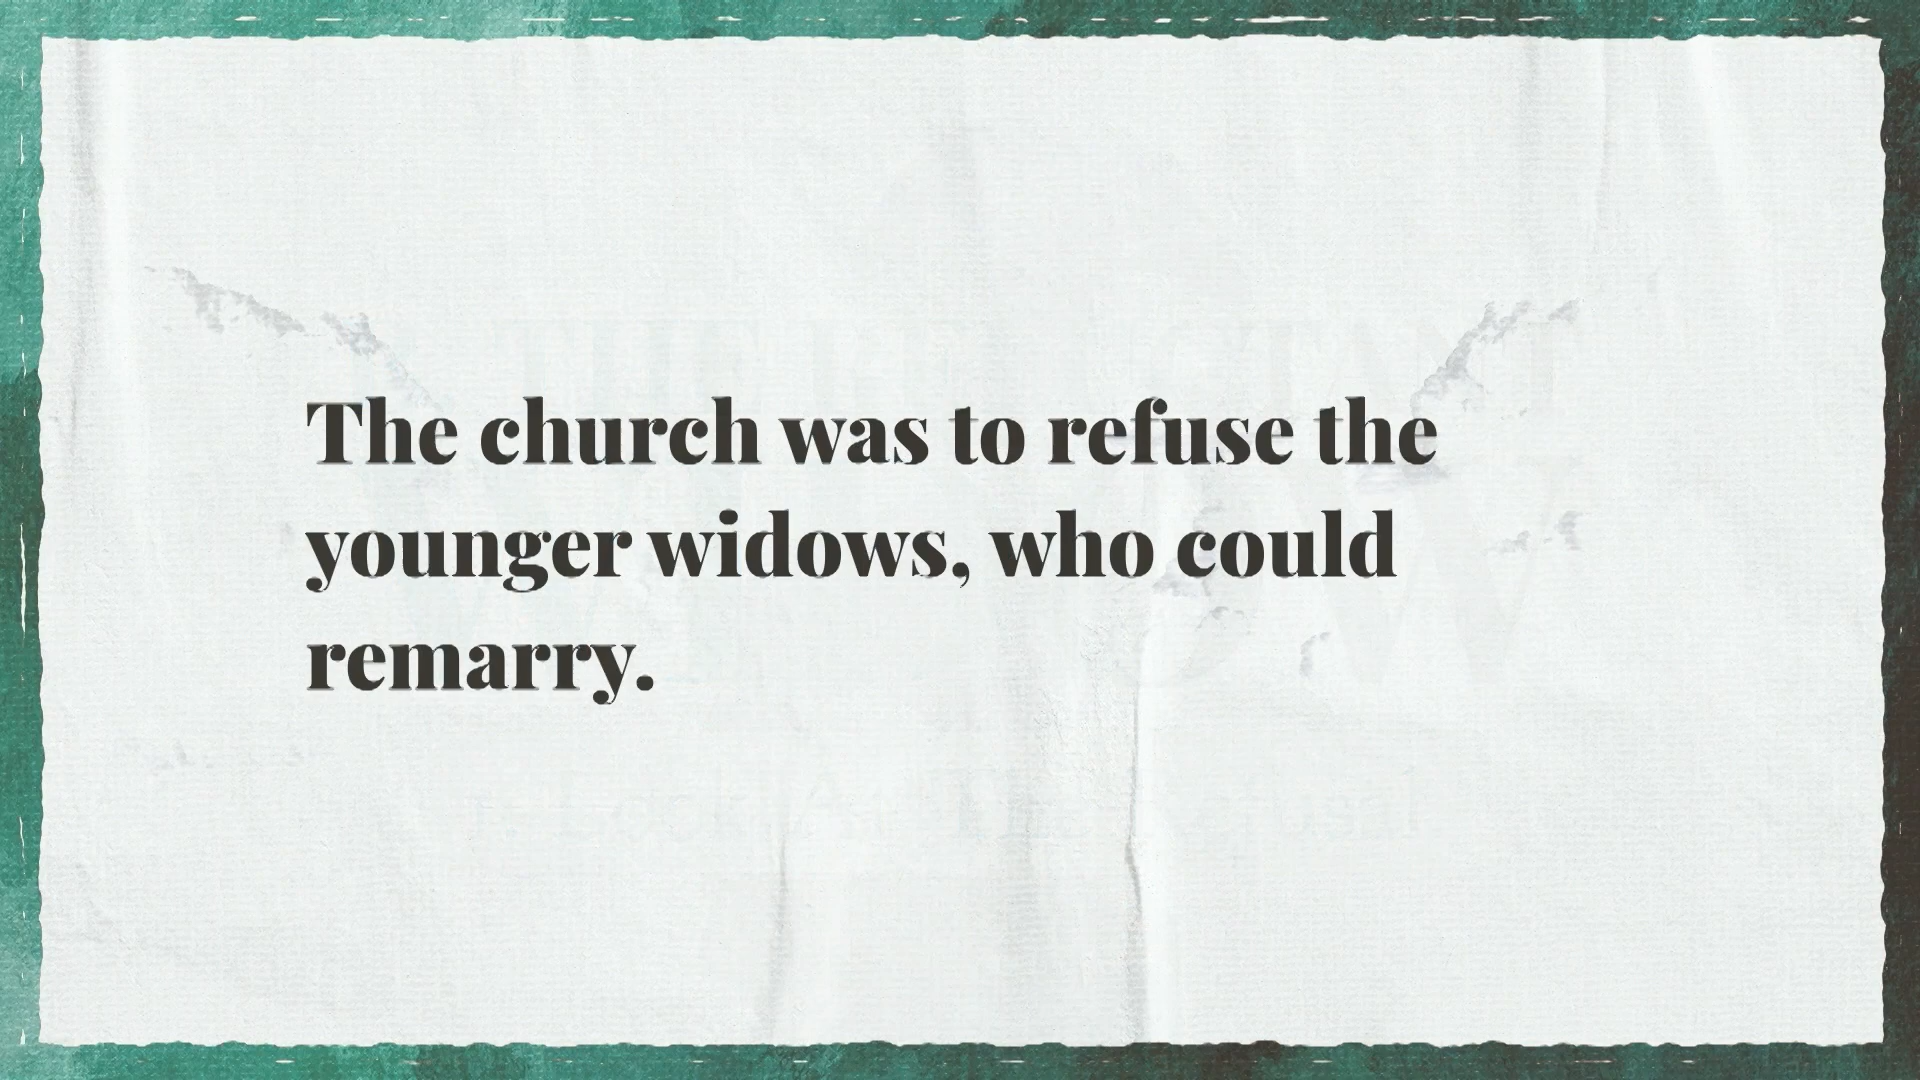 The church was to refuse the
younger widows, who could
remarry.